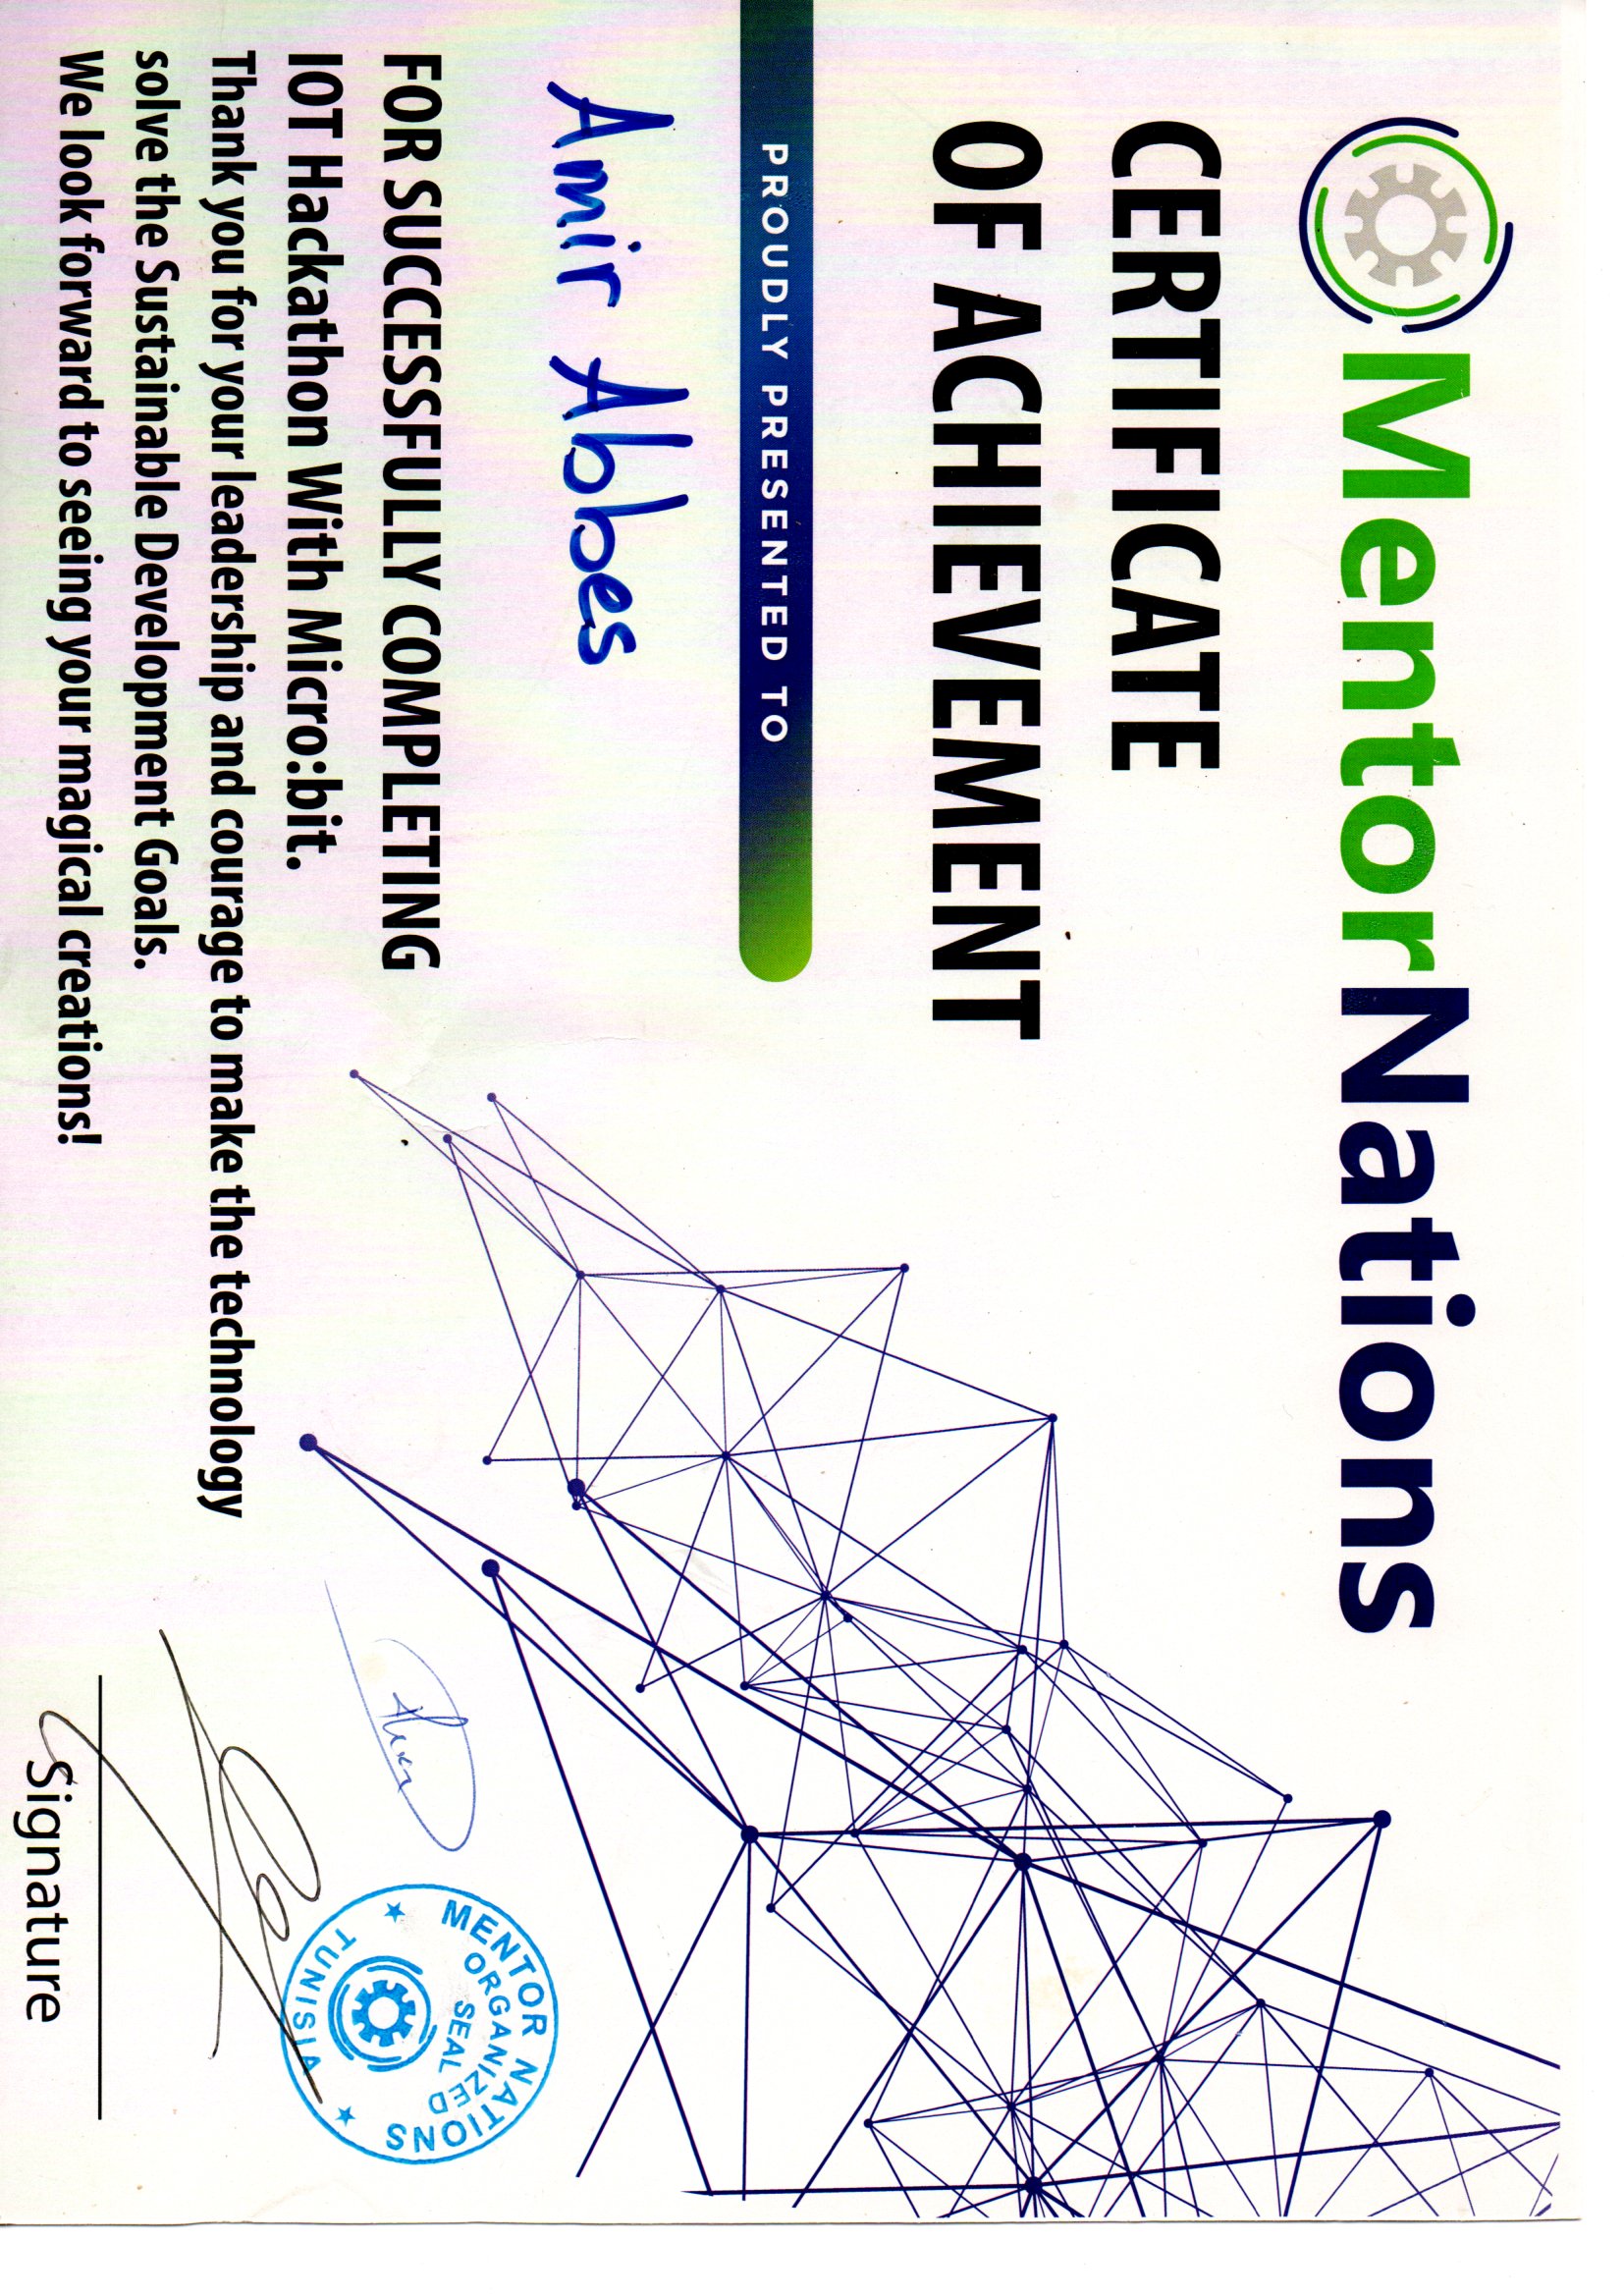 MentorNations
CERTIFICATE
OF ACHIEVEMENT
PROUDLY PRESENTED TO
Amir Abbes
FOR SUCCESSFULLY COMPLETING
IOT Hackathon With Micro:bit.
Thank you for your leadership and courage to make the technology
solve the Sustainable Development Goals.
We look forward to seeing your magical creations!
MENTOR NATIONS
ORGANIZED
SEAL
TUNISIA
Signature